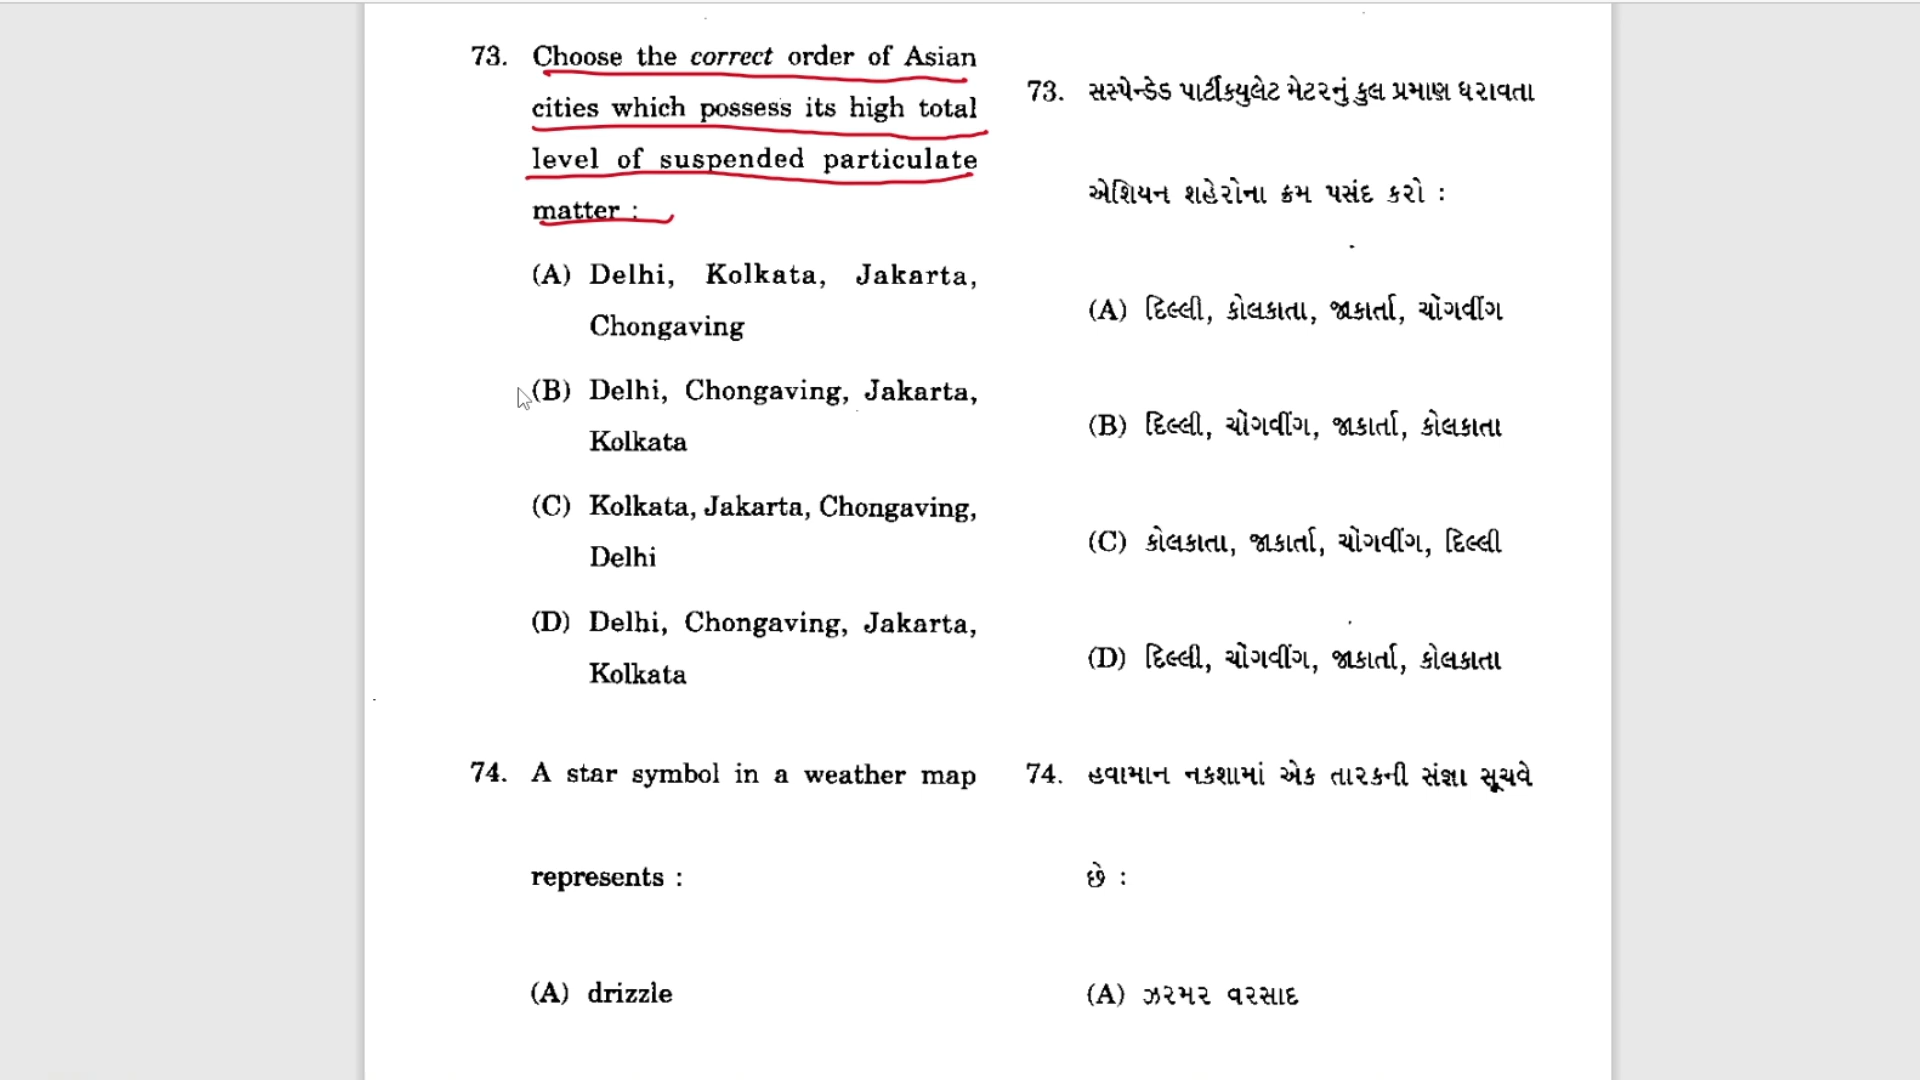 73. Choose the correct order of Asian
cities which possess its high total
level of suspended particulate
matter :
(A) Delhi, Kolkata, Jakarta,
Chongaving
(B) Delhi, Chongaving, Jakarta,
Kolkata
(C) Kolkata, Jakarta, Chongaving,
Delhi
(D) Delhi, Chongaving, Jakarta,
Kolkata
74. A star symbol in a weather map
represents :
(A) drizzle
73. સસ્પેન્ડેડ પાર્ટીક્યુલેટ મેટરનું કુલ પ્રમાણ ધરાવતા
એશિયન શહેરોના ક્રમ પસંદ કરો :
(A) દિલ્લી, કોલકાતા, જાકાર્તા, ચોંગવીંગ
(B) દિલ્લી, ચોંગવીંગ, જાકાર્તા, કોલકાતા
(C) કોલકાતા, જાકાર્તા, ચોંગવીંગ, દિલ્લી
(D) દિલ્લી, ચોંગવીંગ, જાકાર્તા, કોલકાતા
74. હવામાન નકશામાં એક તારકની સંજ્ઞા સૂચવે
છે :
(A) ઝરમર વરસાદ